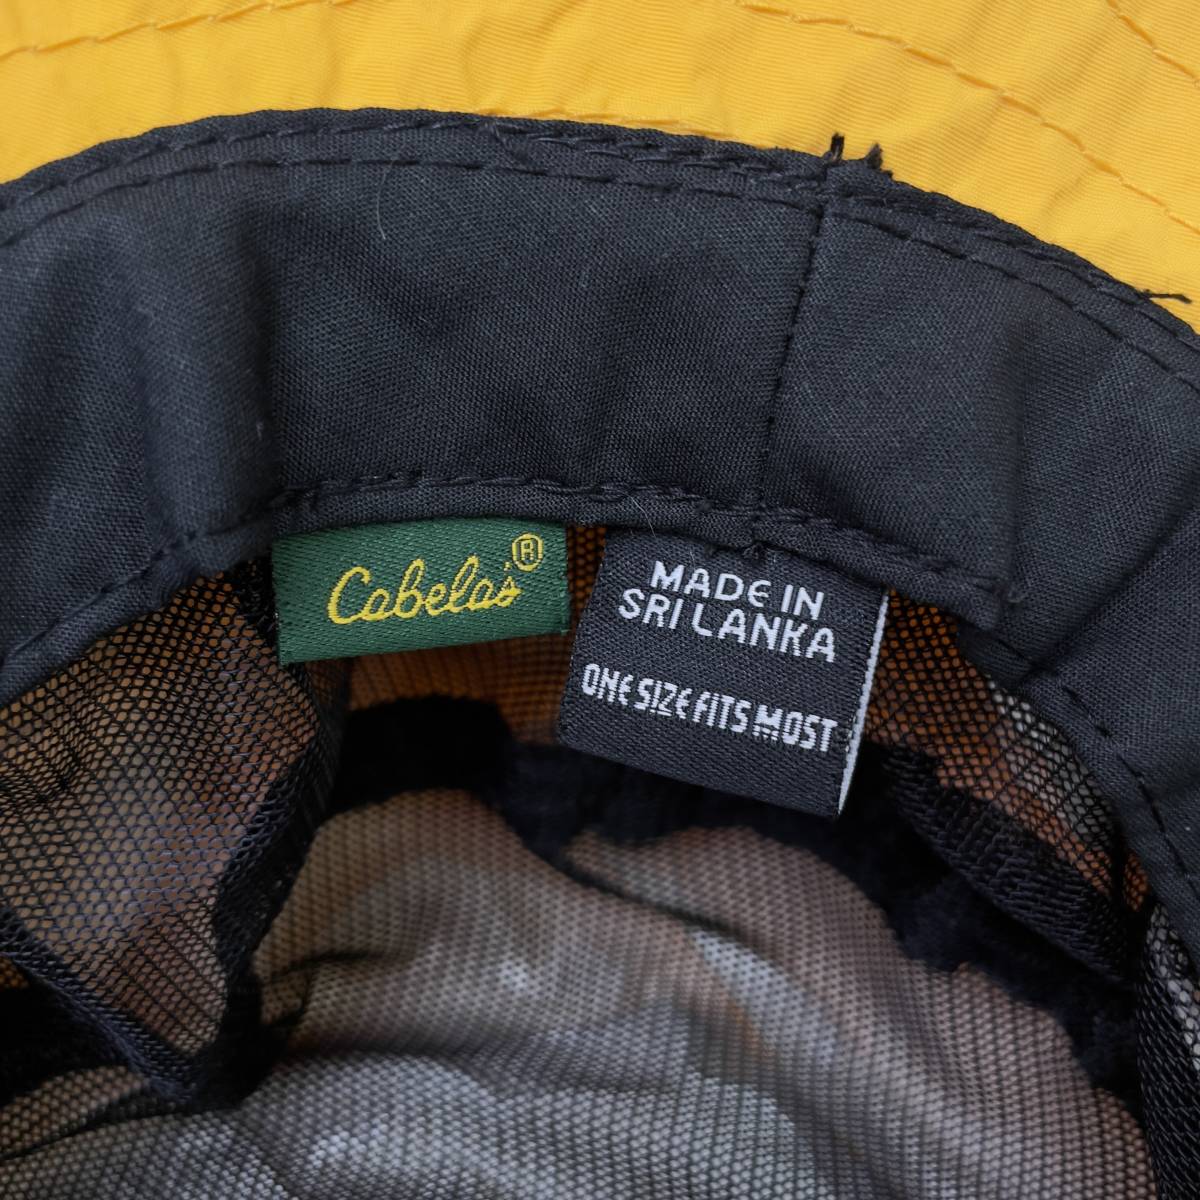 Cabela's®
MADE IN
SRI LANKA
ONE SIZE FITS MOST